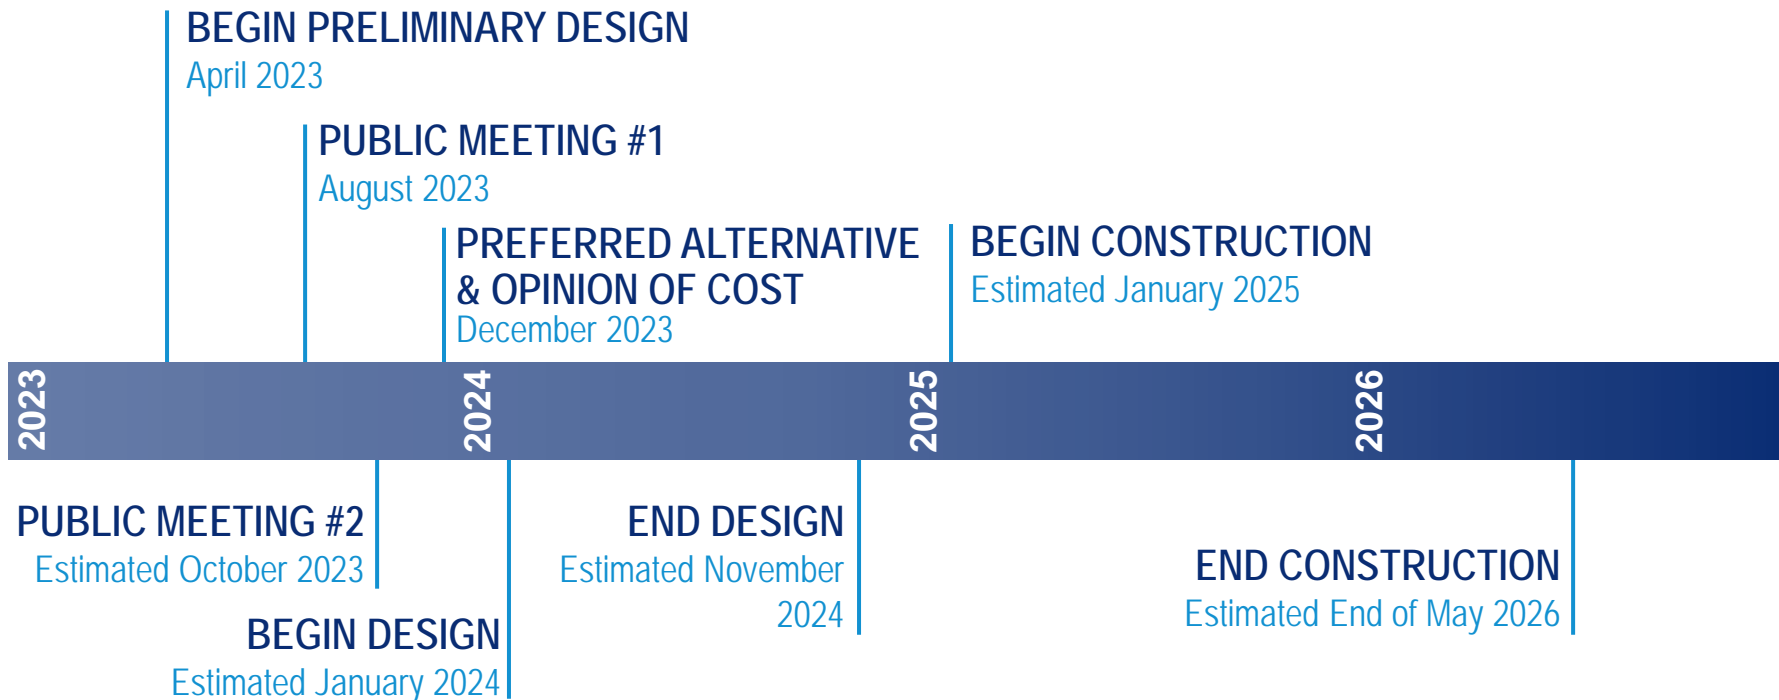 BEGIN PRELIMINARY DESIGN
April 2023
PUBLIC MEETING #1
August 2023
PREFERRED ALTERNATIVE
& OPINION OF COST
December 2023
BEGIN CONSTRUCTION
Estimated January 2025
2023
2024
2025
2026
PUBLIC MEETING #2
Estimated October 2023
BEGIN DESIGN
Estimated January 2024
END DESIGN
Estimated November
2024
END CONSTRUCTION
Estimated End of May 2026